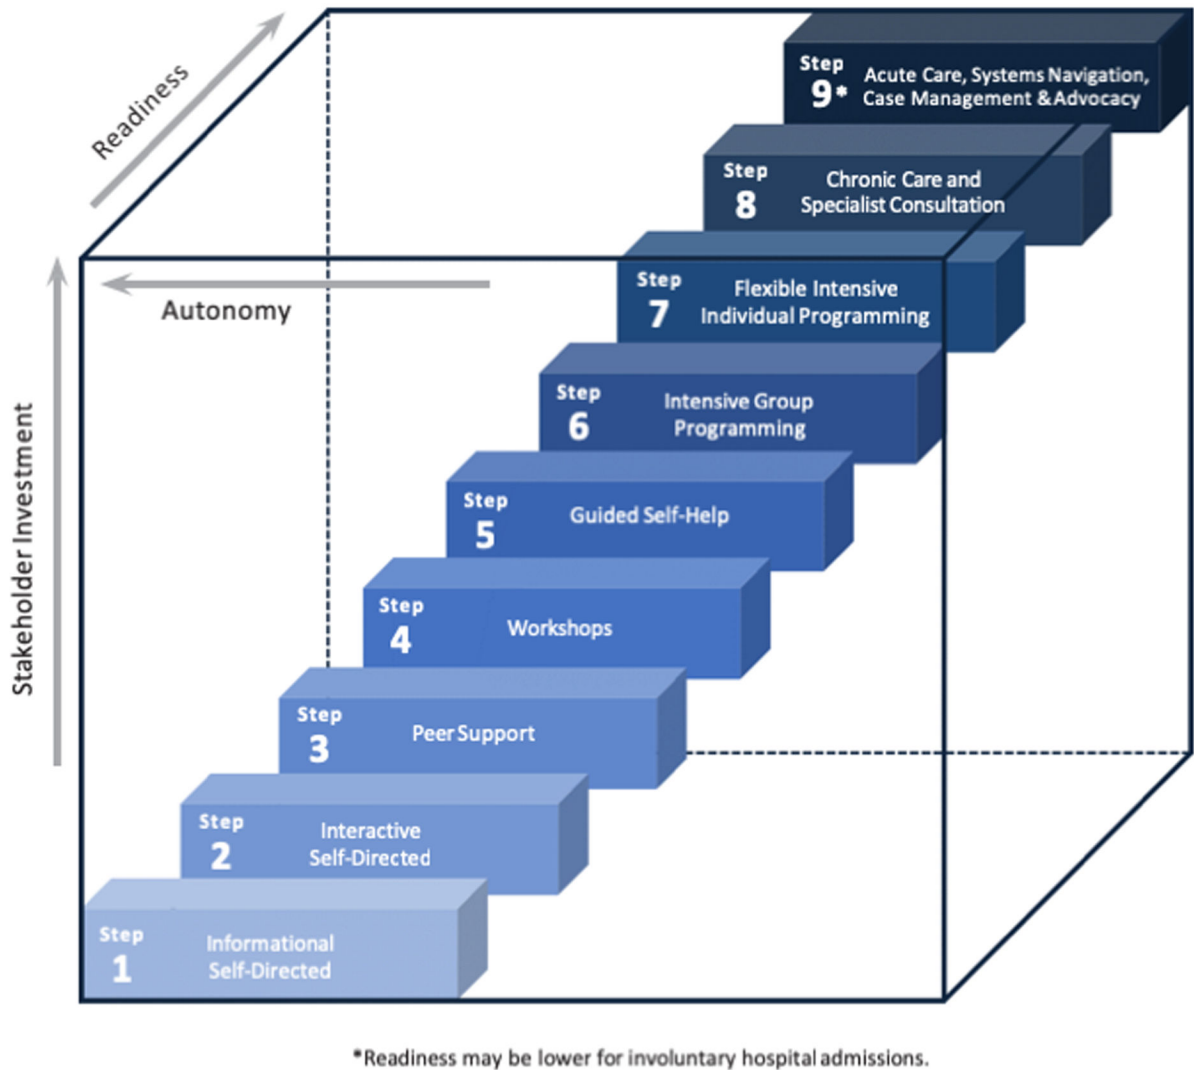 Readiness
Autonomy
Stakeholder Investment
Step
9*
Acute Care, Systems Navigation,
Case Management & Advocacy
Step
8
Chronic Care and
Specialist Consultation
Step
7
Flexible Intensive
Individual Programming
Step
6
Intensive Group
Programming
Step
5
Guided Self-Help
Step
4
Workshops
Step
3
Peer Support
Step
2
Interactive
Self-Directed
Step
1
Informational
Self-Directed
*Readiness may be lower for involuntary hospital admissions.